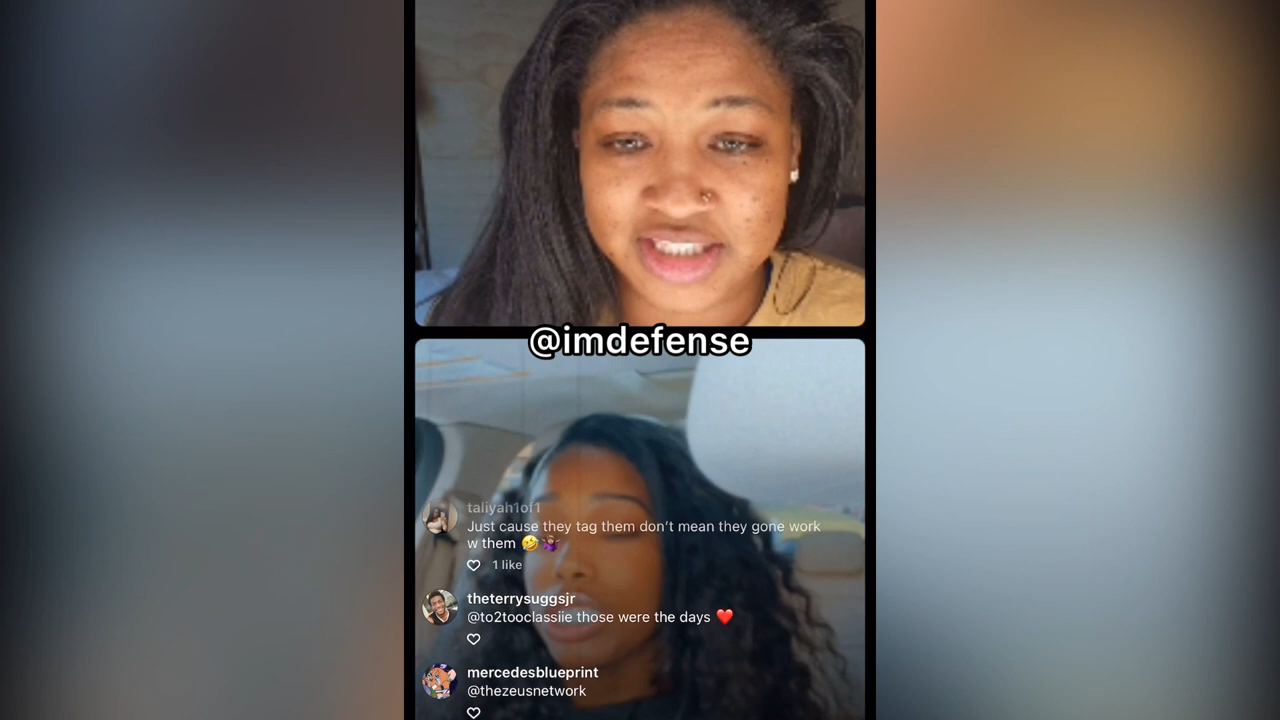 @imdefense
taliyah1of1
Just cause they tag them don’t mean they gone work
w them 🤣🤷🏽‍♀️
1 like
theterrysuggsjr
@to2tooclassiie those were the days ❤️
mercedesblueprint
@thezeusnetwork